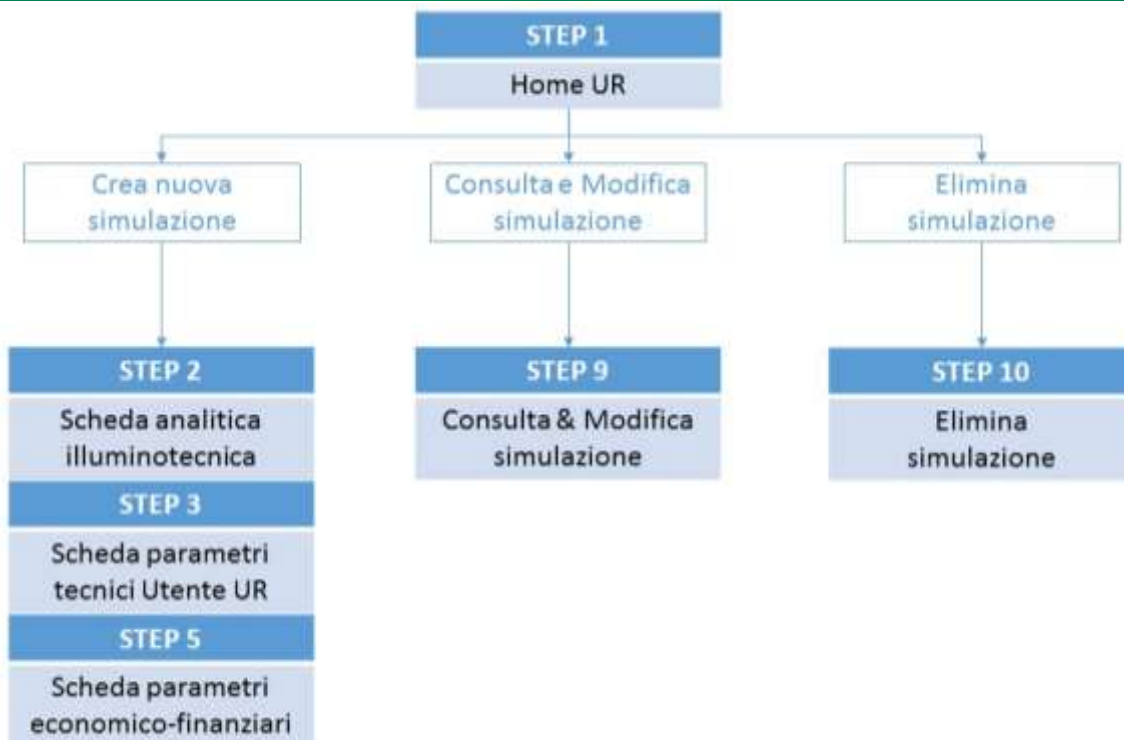 STEP 1
Home UR
Crea nuova
simulazione
Consulta e Modifica
simulazione
Elimina
simulazione
STEP 2
Scheda analitica
illuminotecnica
STEP 3
Scheda parametri
tecnici Utente UR
STEP 5
Scheda parametri
economico-finanziari
STEP 9
Consulta & Modifica
simulazione
STEP 10
Elimina
simulazione